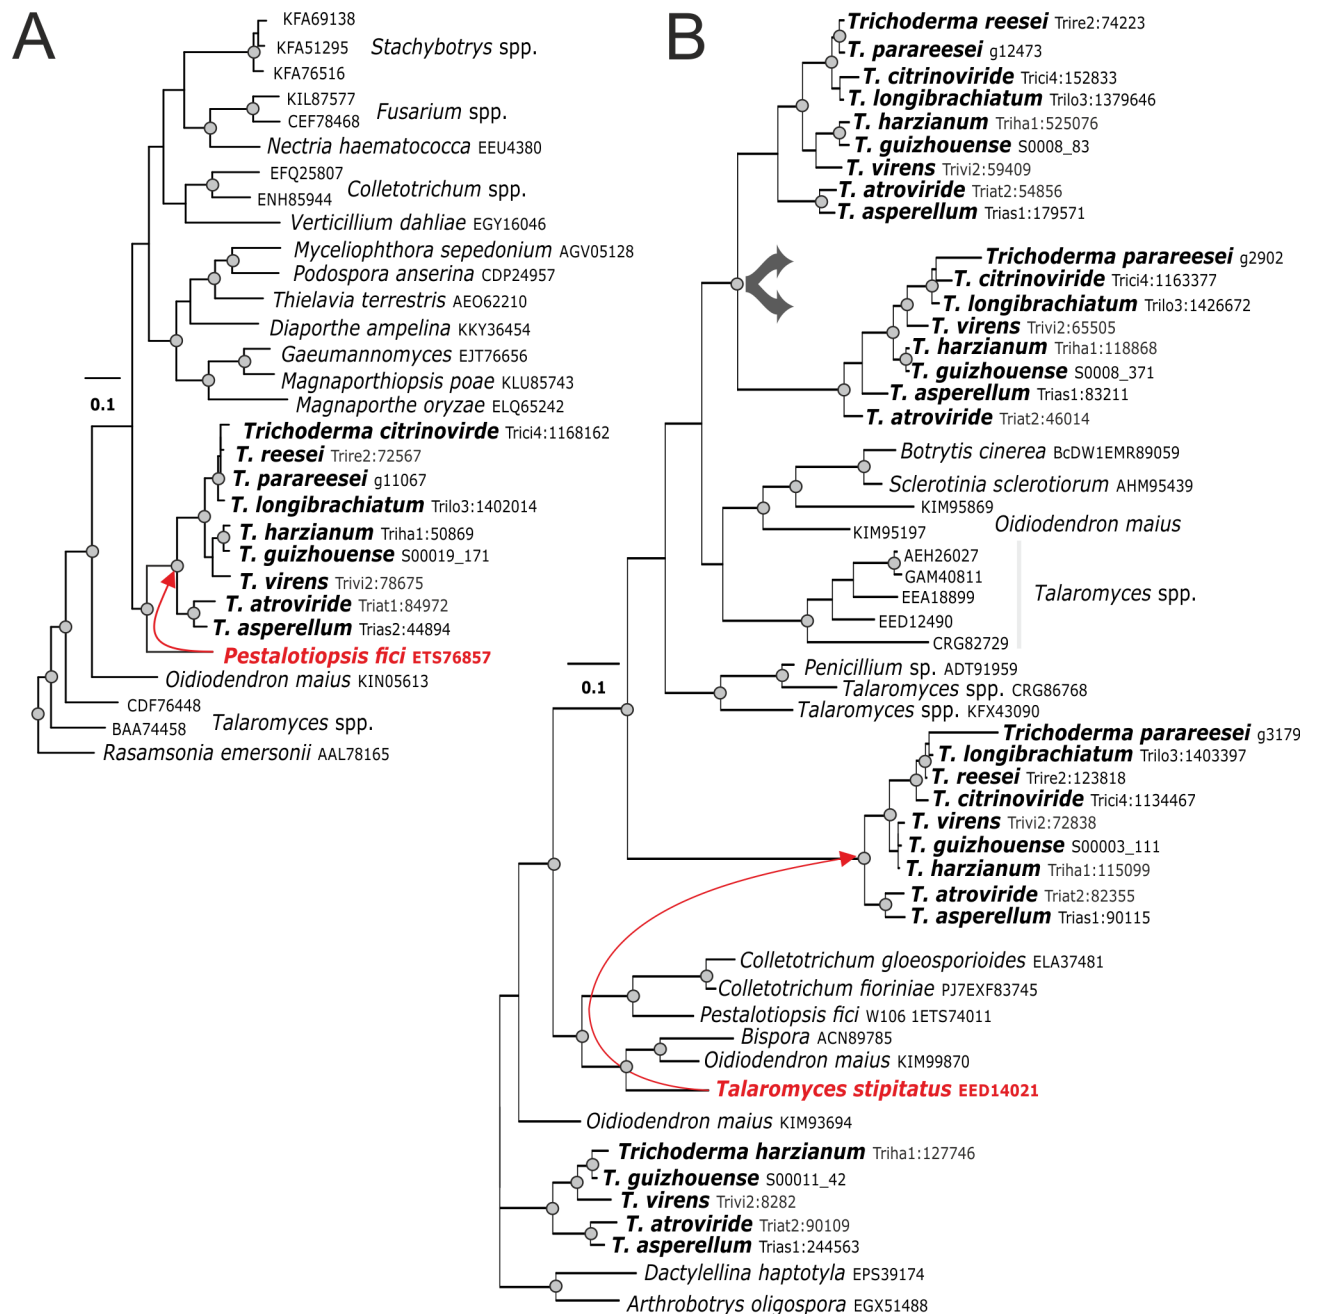 A
KFA69138
KFA51295
Stachybotrys spp.
KFA76516
KIL87577
CEF78468
Fusarium spp.
Nectria haematococca EEU4380
EFQ25807
ENH85944
Colletotrichum spp.
Verticillium dahliae EGY16046
Myceliophthora sepedonium AGV05128
Podospora anserina CDP24957
Thielavia terrestris AEO62210
Diaporthe ampelina KKY36454
Gaeumannomyces EJT76656
Magnaporthiopsis poae KLU85743
Magnaporthe oryzae ELQ65242
0.1
Trichoderma citrinovirde Trici4:1168162
T. reesei Trire2:72567
T. parareesei g11067
T. longibrachiatum Trilo3:1402014
T. harzianum Triha1:50869
T. guizhouense S00019_171
T. virens Trivi2:78675
T. atroviride Triat1:84972
T. asperellum Trias2:44894
Pestalotiopsis fici ETS76857
Oidiodendron maius KIN05613
CDF76448
BAA74458
Talaromyces spp.
Rasamsonia emersonii AAL78165
B
Trichoderma reesei Trire2:74223
T. parareesei g12473
T. citrinoviride Trici4:152833
T. longibrachiatum Trilo3:1379646
T. harzianum Triha1:525076
T. guizhouense S0008_83
T. virens Trivi2:59409
T. atroviride Triat2:54856
T. asperellum Trias1:179571
Trichoderma parareesei g2902
T. citrinoviride Trici4:1163377
T. longibrachiatum Trilo3:1426672
T. virens Trivi2:65505
T. harzianum Triha1:118868
T. guizhouense S0008_371
T. asperellum Trias1:83211
T. atroviride Triat2:46014
Botrytis cinerea BcDW1EMR89059
Sclerotinia sclerotiorum AHM95439
KIM95869
Oidiodendron maius
KIM95197
AEH26027
GAM40811
EEA18899
Talaromyces spp.
EED12490
CRG82729
Penicillium sp. ADT91959
Talaromyces spp. CRG86768
Talaromyces spp. KFX43090
0.1
Trichoderma parareesei g3179
T. longibrachiatum Trilo3:1403397
T. reesei Trire2:123818
T. citrinoviride Trici4:1134467
T. virens Trivi2:72838
T. guizhouense S00003_111
T. harzianum Triha1:115099
T. atroviride Triat2:82355
T. asperellum Trias1:90115
Colletotrichum gloeosporioides ELA37481
Colletotrichum fioriniae PJ7EXF83745
Pestalotiopsis fici W106 1ETS74011
Bispora ACN89785
Oidiodendron maius KIM99870
Talaromyces stipitatus EED14021
Oidiodendron maius KIM93694
Trichoderma harzianum Triha1:127746
T. guizhouense S00011_42
T. virens Trivi2:8282
T. atroviride Triat2:90109
T. asperellum Trias1:244563
Dactylellina haptotyla EPS39174
Arthrobotrys oligospora EGX51488